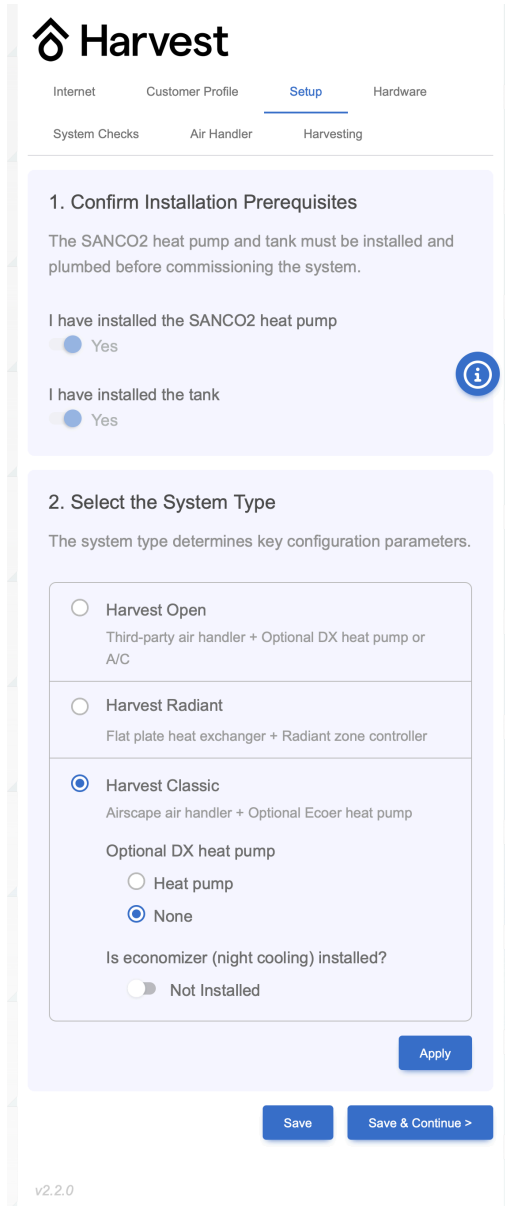 Harvest
Internet Customer Profile Setup Hardware
System Checks Air Handler Harvesting
1. Confirm Installation Prerequisites
The SANCO2 heat pump and tank must be installed and
plumbed before commissioning the system.
I have installed the SANCO2 heat pump
Yes
I have installed the tank
Yes
2. Select the System Type
The system type determines key configuration parameters.
Harvest Open
Third-party air handler + Optional DX heat pump or
A/C
Harvest Radiant
Flat plate heat exchanger + Radiant zone controller
Harvest Classic
Airscape air handler + Optional Ecoer heat pump
Optional DX heat pump
Heat pump
None
Is economizer (night cooling) installed?
Not Installed
Apply
Save Save & Continue >
v2.2.0